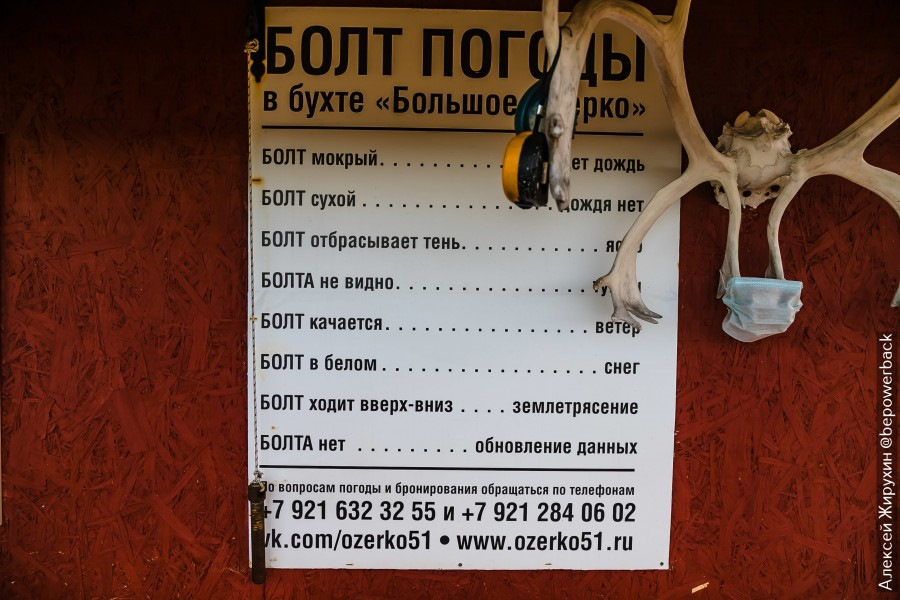 БОЛТ ПОГОДЫ
в бухте «Большое
БОЛТ мокрый. . . . . . . . . . дождь
БОЛТ сухой . . . . . . . . . . . . . . дождя нет
БОЛТ отбрасывает тень. . . . . . . . . .
БОЛТА не видно. . . . . . . . . . . . . . .
БОЛТ качается. . . . . . . . . . . . . . . . ветер
БОЛТ в белом . . . . . . . . . . . . . . . . . снег
БОЛТ ходит вверх-вниз . . . . землетрясение
БОЛТА нет . . . . . . . . . обновление данных
По вопросам погоды и бронирования обращаться по телефонам
+7 921 632 32 55 и +7 921 284 06 02
vk.com/ozerko51 • www.ozerko51.ru
Алексей Жирухин @bepowerback